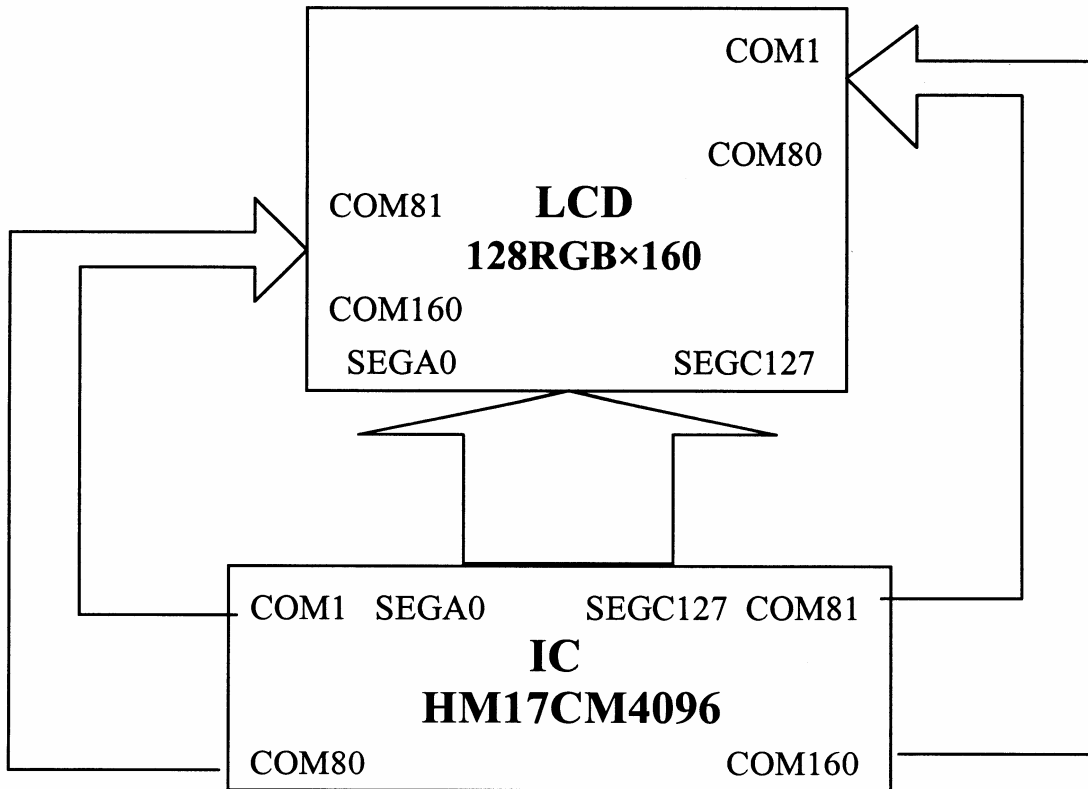 COM1
COM80
COM81 LCD
128RGB×160
COM160
SEGA0 SEGC127
COM1 SEGA0 SEGC127 COM81
IC
HM17CM4096
COM80 COM160